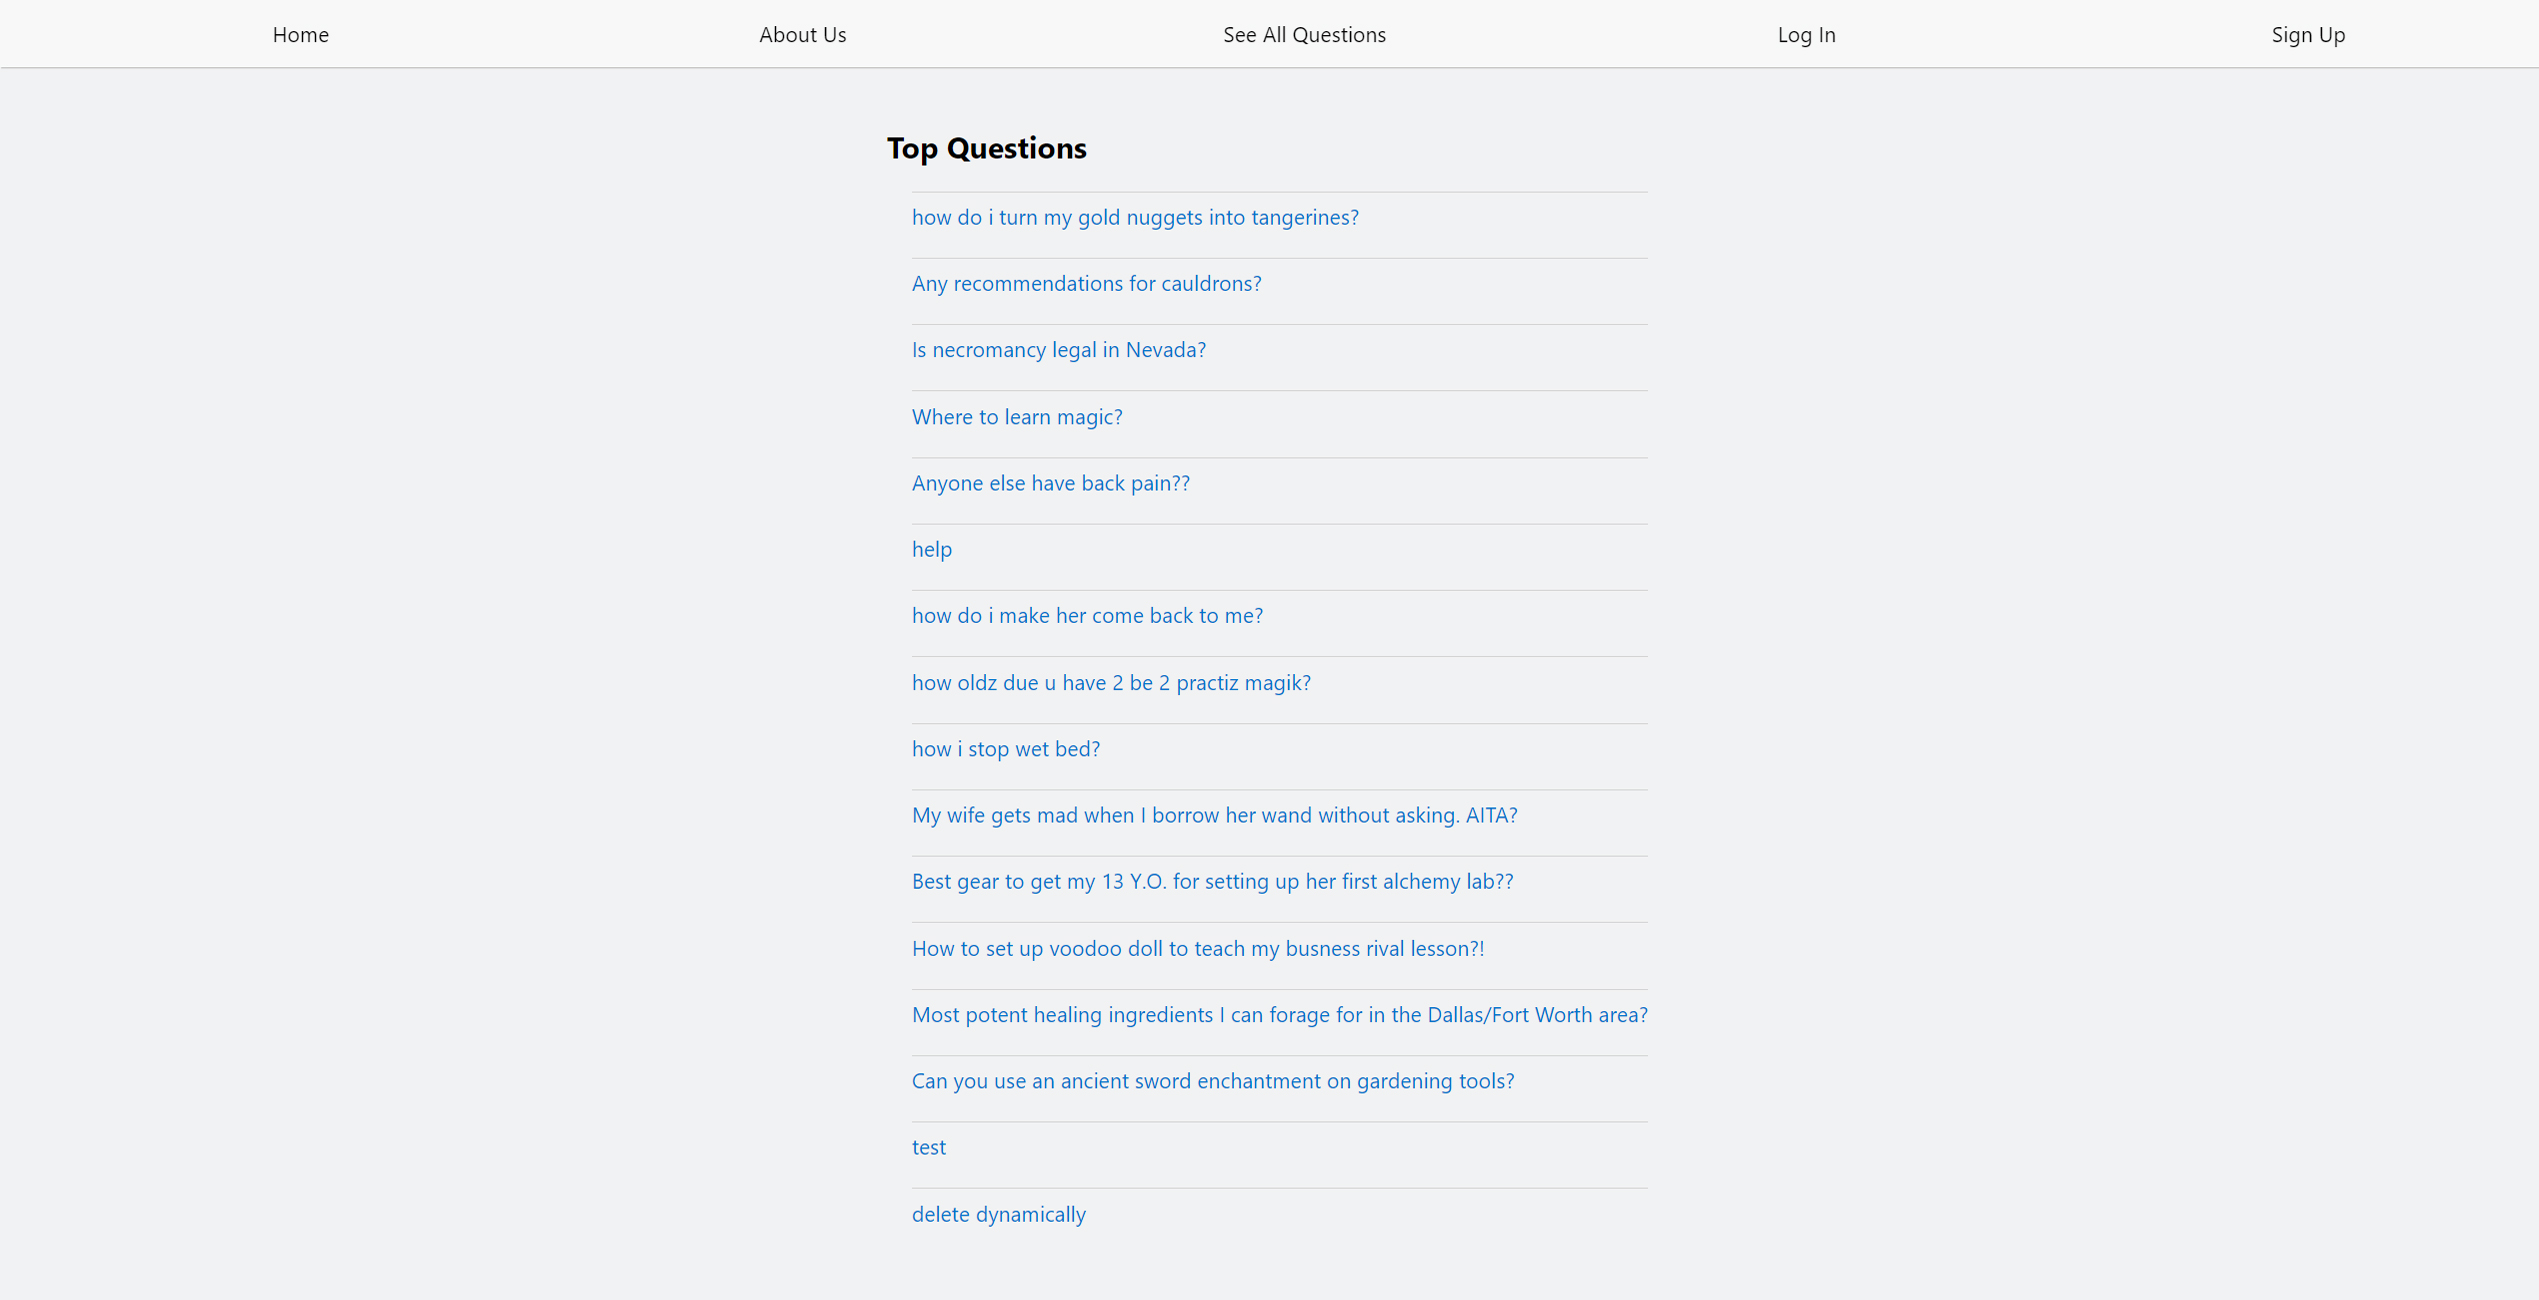 Home About Us See All Questions Log In Sign Up
Top Questions
how do i turn my gold nuggets into tangerines?
Any recommendations for cauldrons?
Is necromancy legal in Nevada?
Where to learn magic?
Anyone else have back pain??
help
how do i make her come back to me?
how oldz due u have 2 be 2 practiz magik?
how i stop wet bed?
My wife gets mad when I borrow her wand without asking. AITA?
Best gear to get my 13 Y.O. for setting up her first alchemy lab??
How to set up voodoo doll to teach my busness rival lesson?!
Most potent healing ingredients I can forage for in the Dallas/Fort Worth area?
Can you use an ancient sword enchantment on gardening tools?
test
delete dynamically